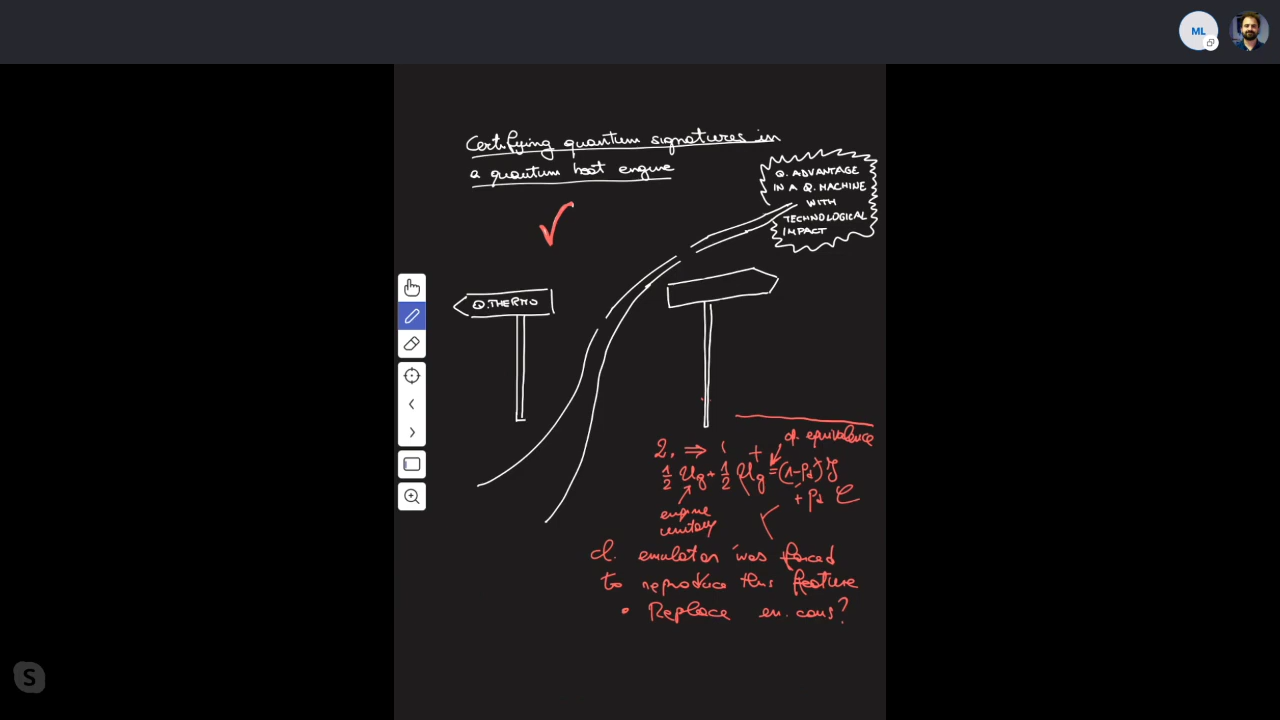 ML
Certifying quantum signatures in
a quantum heat engine
Q. ADVANTAGE
IN A Q. MACHINE
WITH
TECHNOLOGICAL
IMPACT
Q.THERMO
cl. equivalence
2. ⇒
1/2 Ug + 1/2 Ug† = (1-pd) I
+ pd C
engine
unitary
cl. emulator was forced
to reproduce this feature
• Replace en. cons?
S